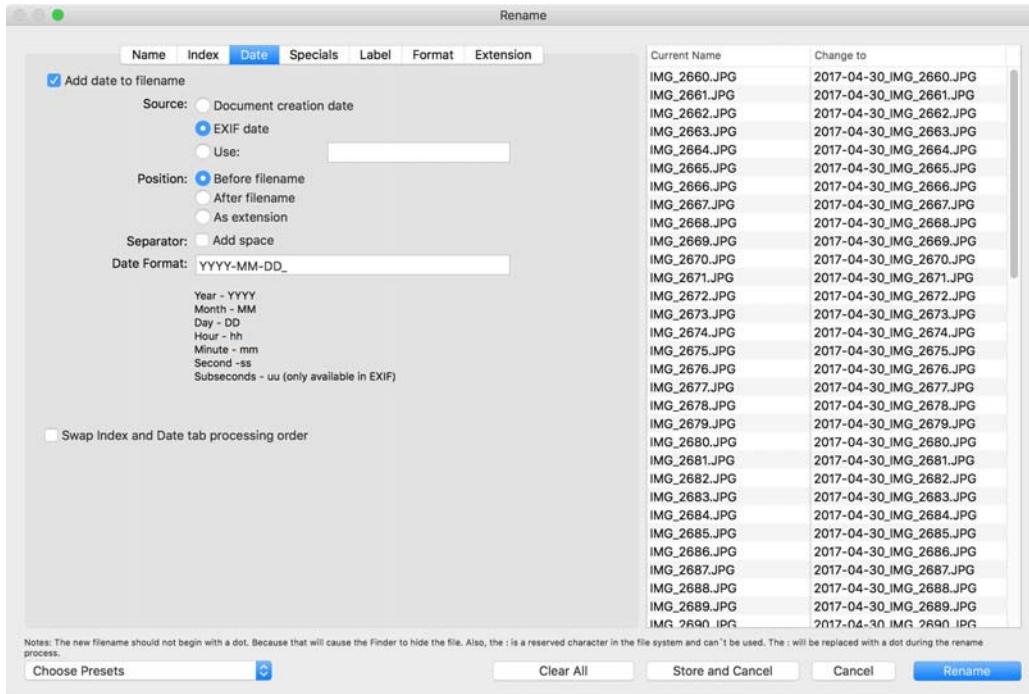 Rename
Name Index Date Specials Label Format Extension
Add date to filename
Source: Document creation date
EXIF date
Use:
Position: Before filename
After filename
As extension
Separator: Add space
Date Format: YYYY-MM-DD_
Year - YYYY
Month - MM
Day - DD
Hour - hh
Minute - mm
Second -ss
Subseconds - uu (only available in EXIF)
Swap Index and Date tab processing order
Current Name Change to
IMG_2660.JPG 2017-04-30_IMG_2660.JPG
IMG_2661.JPG 2017-04-30_IMG_2661.JPG
IMG_2662.JPG 2017-04-30_IMG_2662.JPG
IMG_2663.JPG 2017-04-30_IMG_2663.JPG
IMG_2664.JPG 2017-04-30_IMG_2664.JPG
IMG_2665.JPG 2017-04-30_IMG_2665.JPG
IMG_2666.JPG 2017-04-30_IMG_2666.JPG
IMG_2667.JPG 2017-04-30_IMG_2667.JPG
IMG_2668.JPG 2017-04-30_IMG_2668.JPG
IMG_2669.JPG 2017-04-30_IMG_2669.JPG
IMG_2670.JPG 2017-04-30_IMG_2670.JPG
IMG_2671.JPG 2017-04-30_IMG_2671.JPG
IMG_2672.JPG 2017-04-30_IMG_2672.JPG
IMG_2673.JPG 2017-04-30_IMG_2673.JPG
IMG_2674.JPG 2017-04-30_IMG_2674.JPG
IMG_2675.JPG 2017-04-30_IMG_2675.JPG
IMG_2676.JPG 2017-04-30_IMG_2676.JPG
IMG_2677.JPG 2017-04-30_IMG_2677.JPG
IMG_2678.JPG 2017-04-30_IMG_2678.JPG
IMG_2679.JPG 2017-04-30_IMG_2679.JPG
IMG_2680.JPG 2017-04-30_IMG_2680.JPG
IMG_2681.JPG 2017-04-30_IMG_2681.JPG
IMG_2682.JPG 2017-04-30_IMG_2682.JPG
IMG_2683.JPG 2017-04-30_IMG_2683.JPG
IMG_2684.JPG 2017-04-30_IMG_2684.JPG
IMG_2685.JPG 2017-04-30_IMG_2685.JPG
IMG_2686.JPG 2017-04-30_IMG_2686.JPG
IMG_2687.JPG 2017-04-30_IMG_2687.JPG
IMG_2688.JPG 2017-04-30_IMG_2688.JPG
IMG_2689.JPG 2017-04-30_IMG_2689.JPG
IMG_2690.JPG 2017-04-30_IMG_2690.JPG
Notes: The new filename should not begin with a dot. Because that will cause the Finder to hide the file. Also, the : is a reserved character in the file system and can`t be used. The : will be replaced with a dot during the rename
process.
Choose Presets Clear All Store and Cancel Cancel Rename